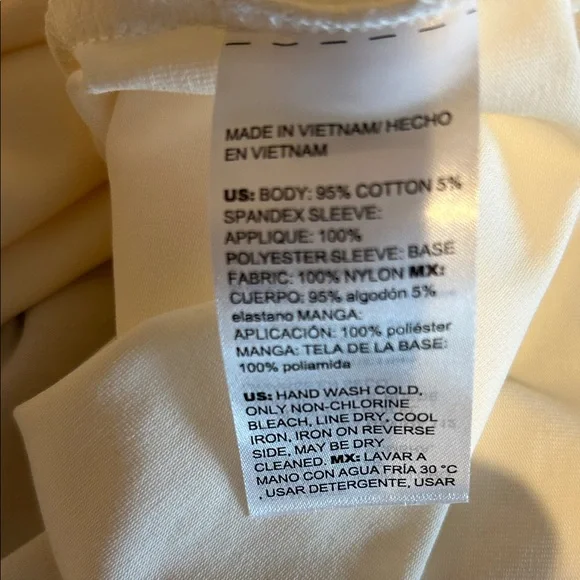 MADE IN VIETNAM/ HECHO
EN VIETNAM
US: BODY: 95% COTTON 5%
SPANDEX SLEEVE:
APPLIQUE: 100%
POLYESTER SLEEVE: BASE
FABRIC: 100% NYLON MX:
CUERPO: 95% algodón 5%
elastano MANGA:
APLICACIÓN: 100% poliéster
MANGA: TELA DE LA BASE:
100% poliamida
US: HAND WASH COLD,
ONLY NON-CHLORINE
BLEACH, LINE DRY, COOL
IRON, IRON ON REVERSE
SIDE, MAY BE DRY
CLEANED. MX: LAVAR A
MANO CON AGUA FRÍA 30 °C
, USAR DETERGENTE, USAR